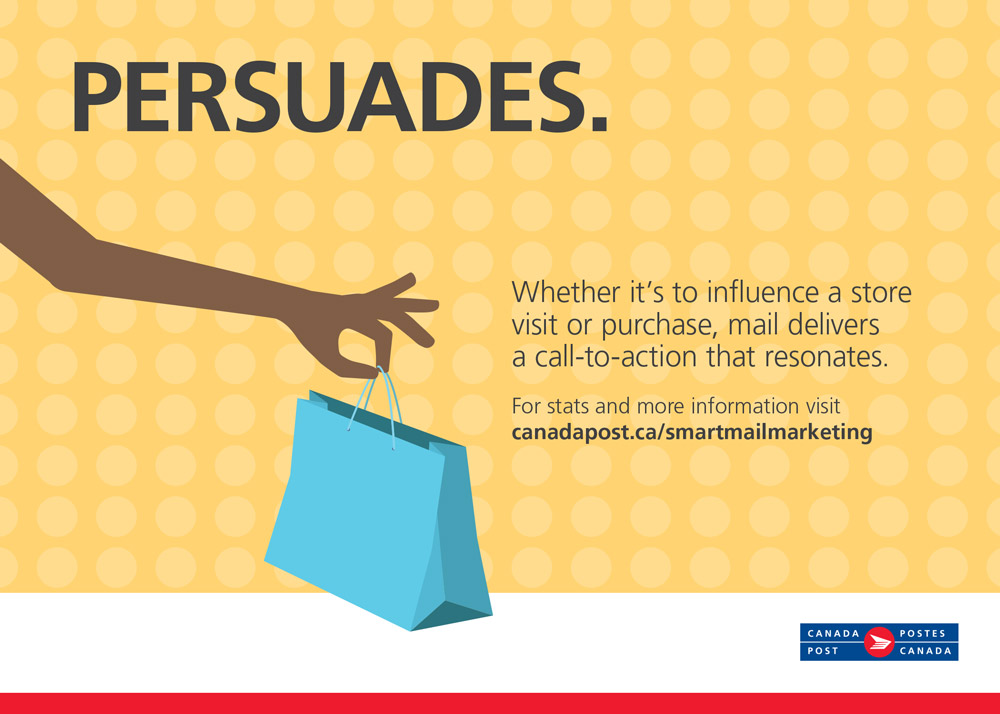 PERSUADES.
Whether it's to influence a store
visit or purchase, mail delivers
a call-to-action that resonates.
For stats and more information visit
canadapost.ca/smartmailmarketing
CANADA POSTES
POST CANADA